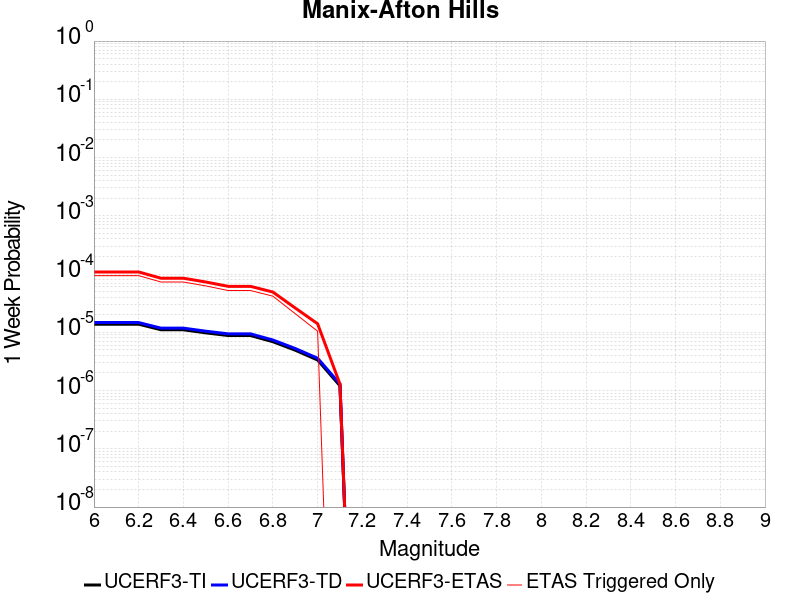 Manix-Afton Hills
1 Week Probability
10^0
10^-1
10^-2
10^-3
10^-4
10^-5
10^-6
10^-7
10^-8
6 6.2 6.4 6.6 6.8 7 7.2 7.4 7.6 7.8 8 8.2 8.4 8.6 8.8 9
Magnitude
UCERF3-TI UCERF3-TD UCERF3-ETAS ETAS Triggered Only